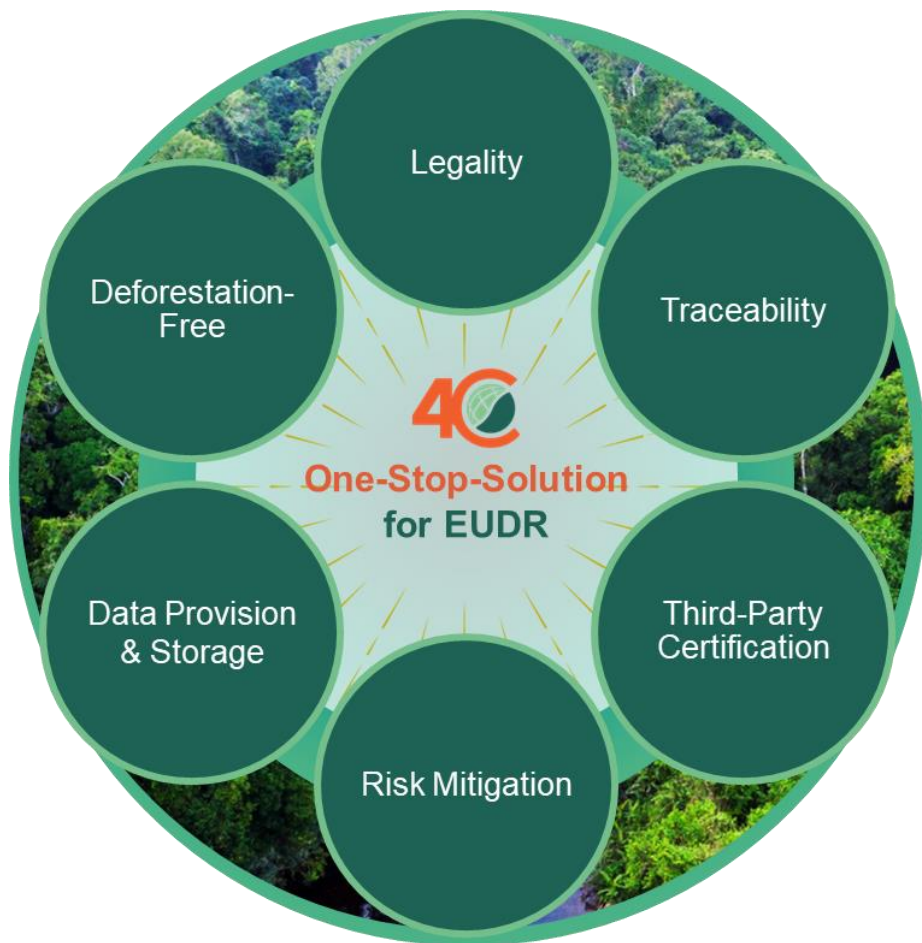 Legality
Deforestation-
Free
Traceability
4C
One-Stop-Solution
for EUDR
Data Provision
& Storage
Third-Party
Certification
Risk Mitigation